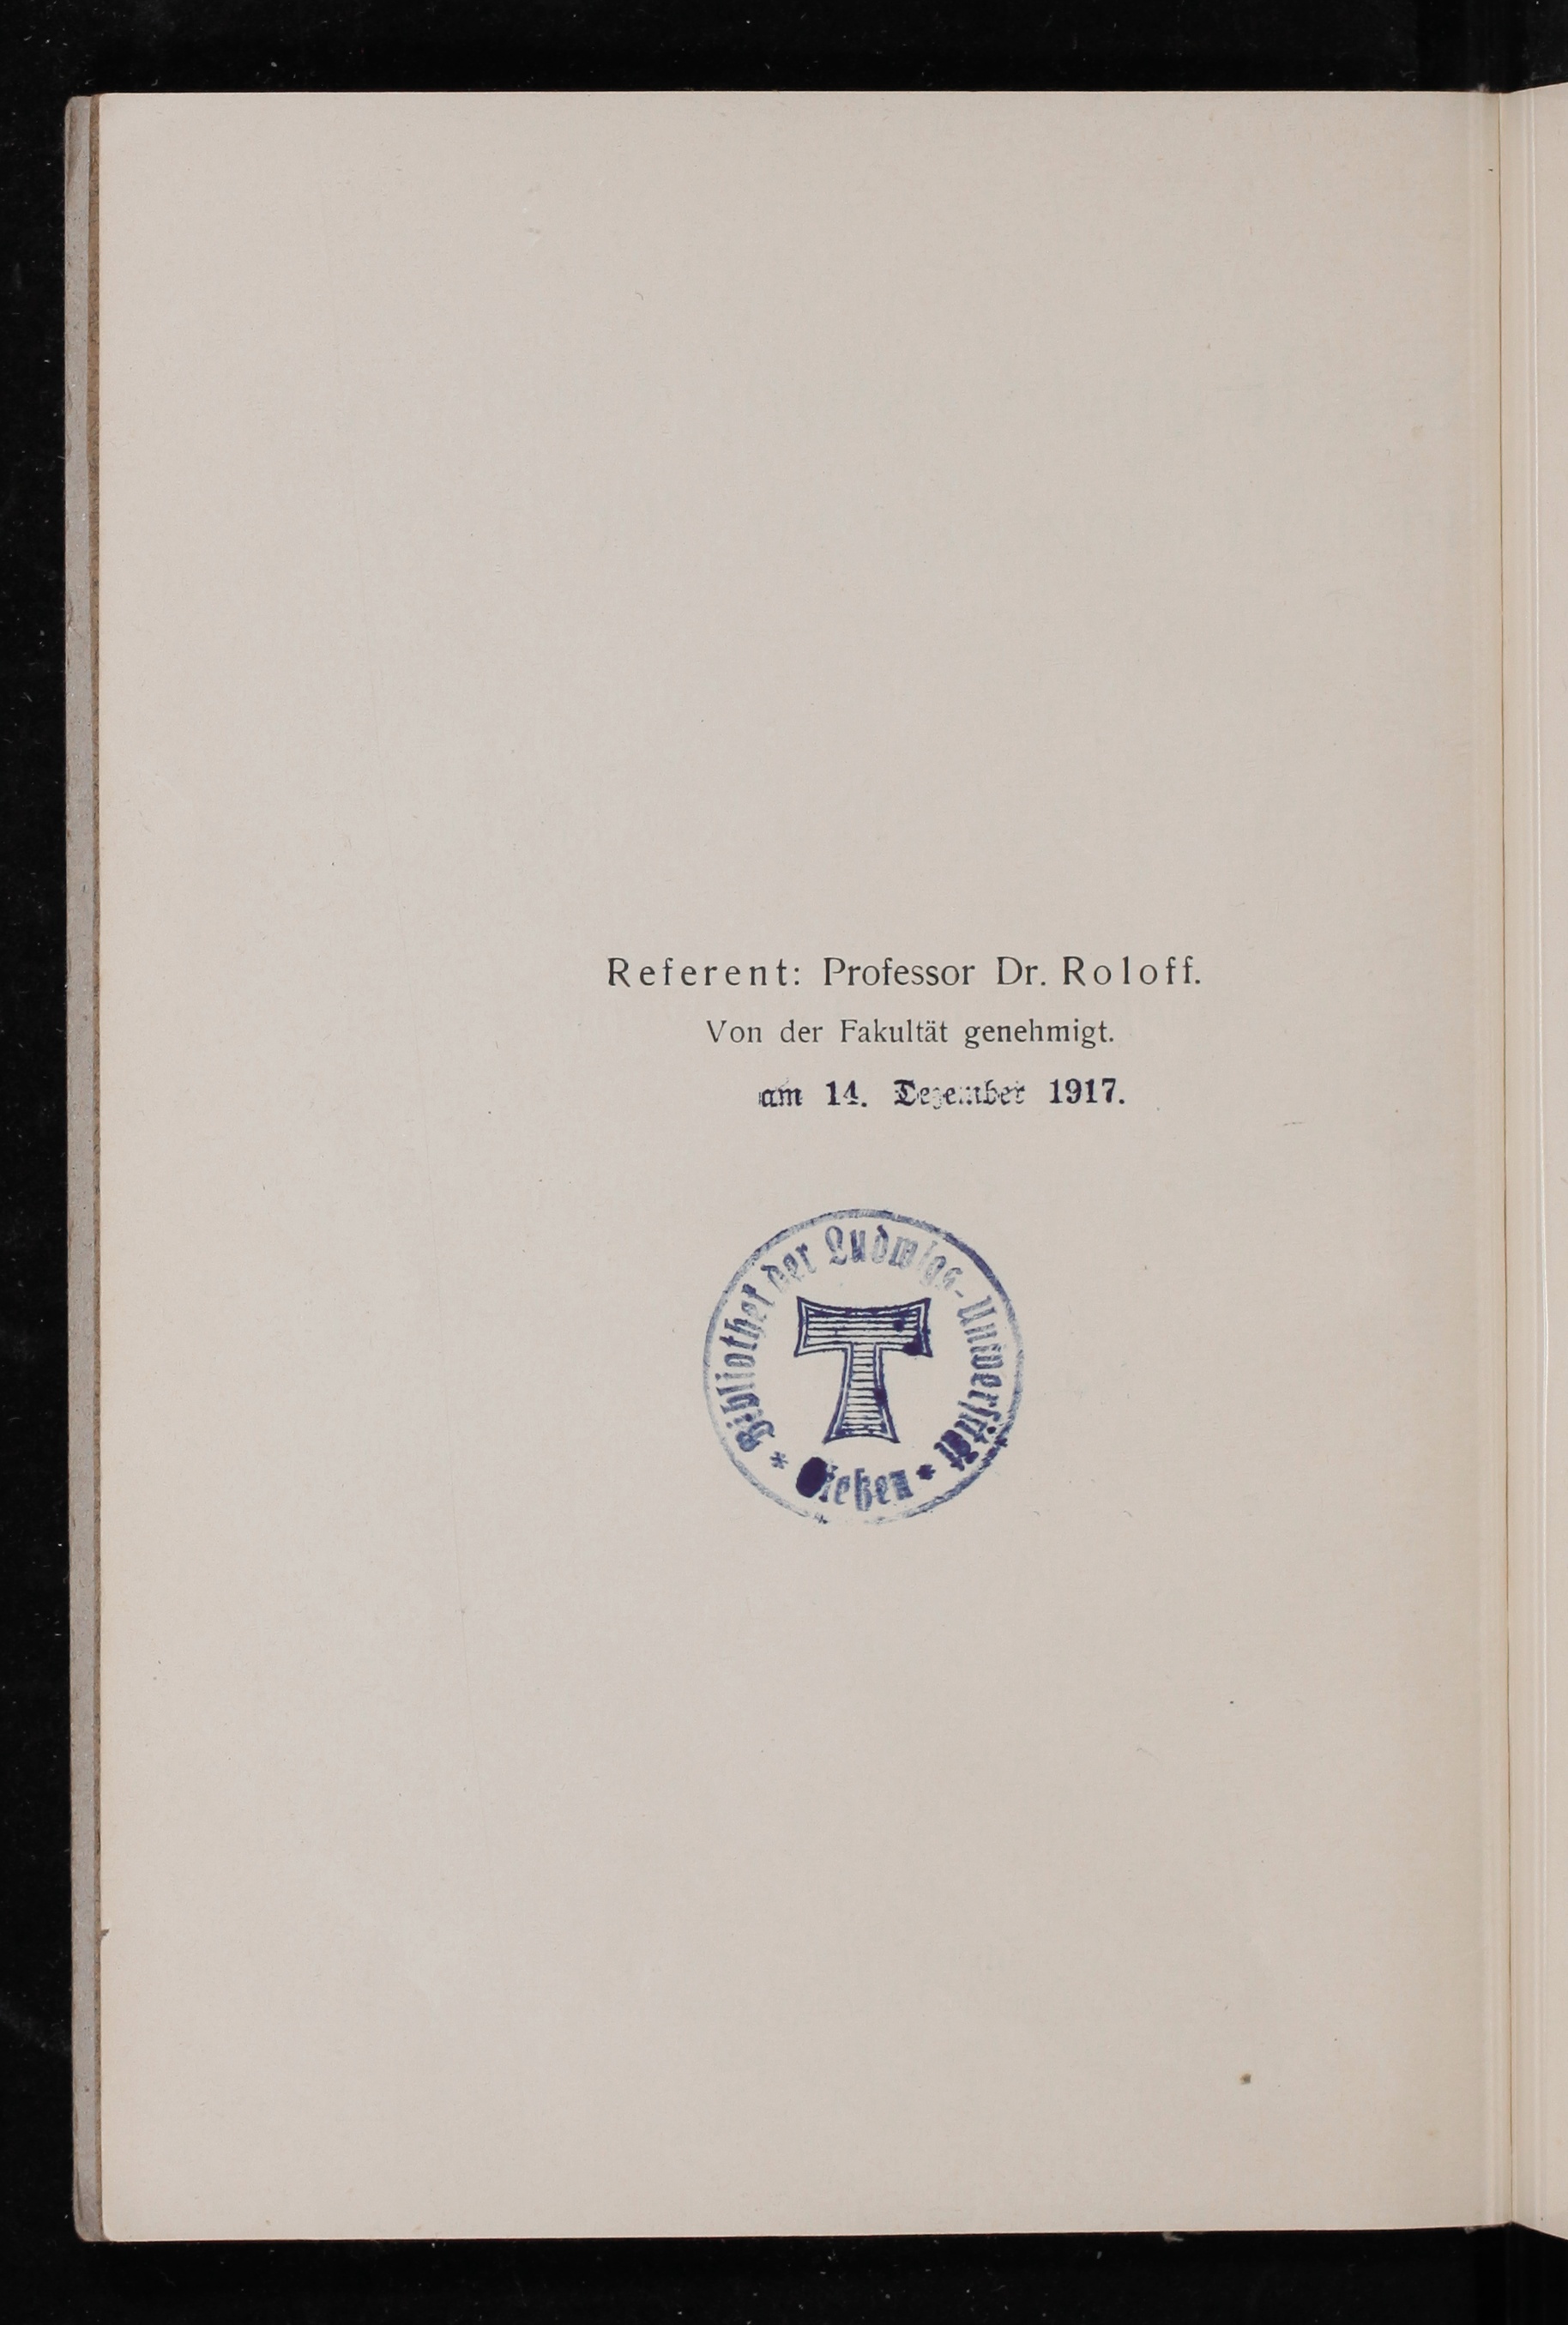 Referent: Professor Dr. Roloff.
Von der Fakultät genehmigt.
am 14. Dezember 1917.
Bibliothek der Ludwigs-Universität
* Gießen *
T